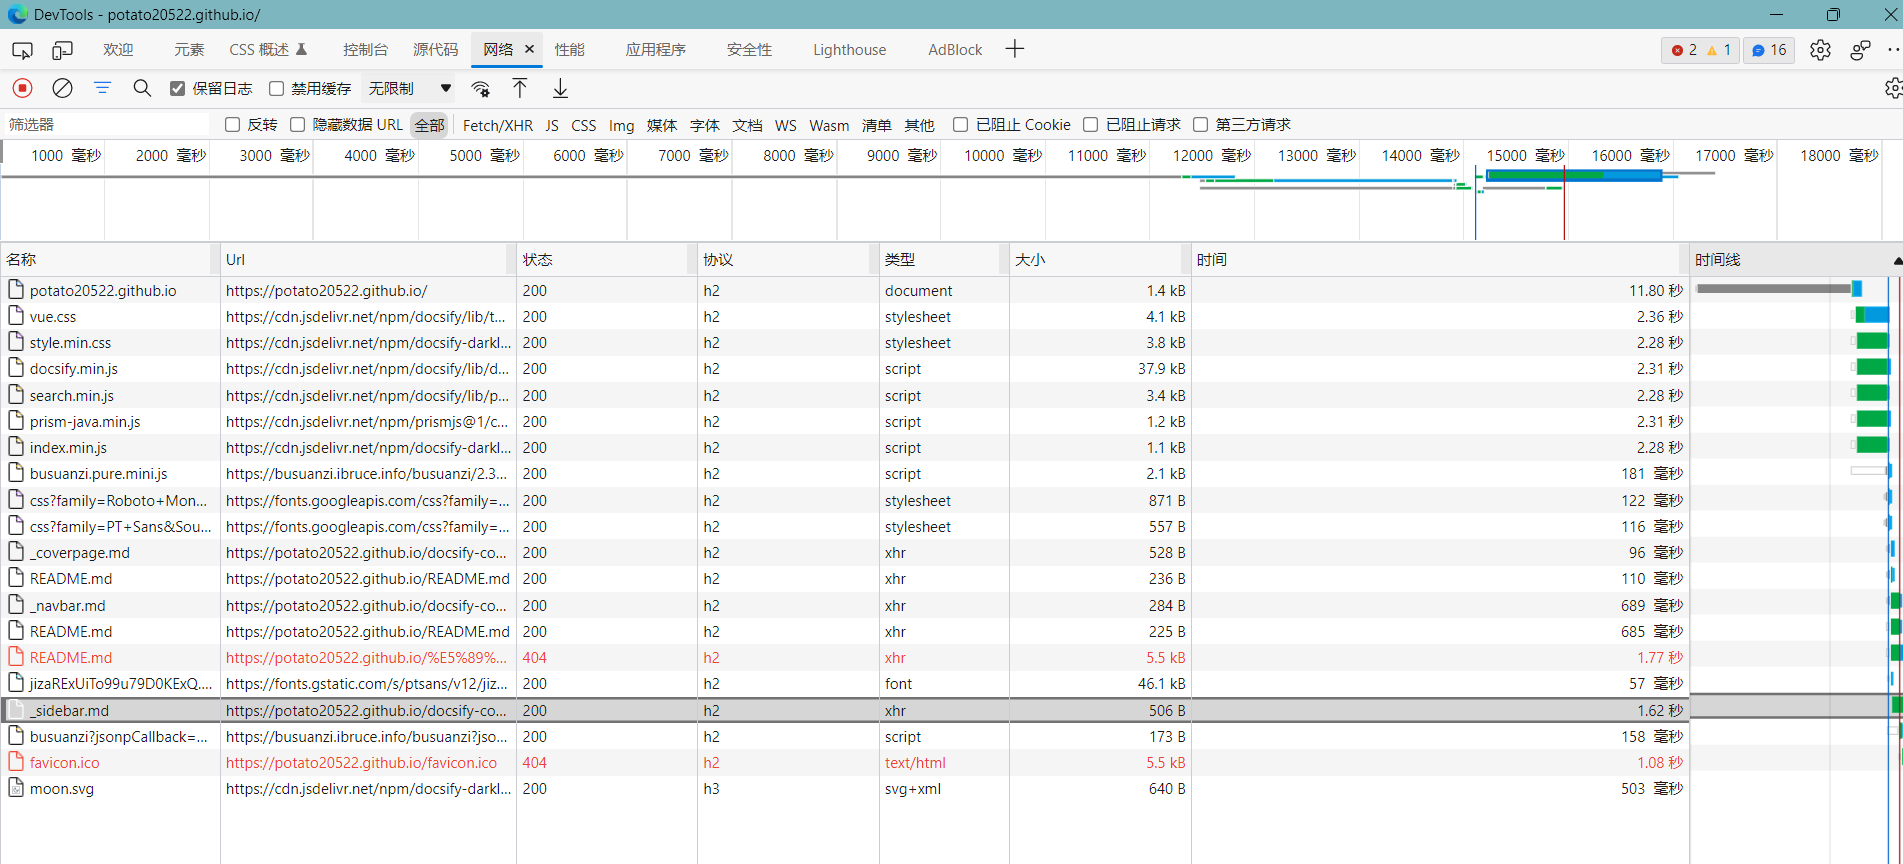 DevTools - potato20522.github.io/
欢迎 元素 CSS 概述 控制台 源代码 网络 性能 应用程序 安全性 Lighthouse AdBlock 2 1 16
保留日志 禁用缓存 无限制
筛选器 反转 隐藏数据 URL 全部 Fetch/XHR JS CSS Img 媒体 字体 文档 WS Wasm 清单 其他 已阻止 Cookie 已阻止请求 第三方请求
1000 毫秒 2000 毫秒 3000 毫秒 4000 毫秒 5000 毫秒 6000 毫秒 7000 毫秒 8000 毫秒 9000 毫秒 10000 毫秒 11000 毫秒 12000 毫秒 13000 毫秒 14000 毫秒 15000 毫秒 16000 毫秒 17000 毫秒 18000 毫秒
名称 Url 状态 协议 类型 大小 时间 时间线
potato20522.github.io https://potato20522.github.io/ 200 h2 document 1.4 kB 11.80 秒
vue.css https://cdn.jsdelivr.net/npm/docsify/lib/t... 200 h2 stylesheet 4.1 kB 2.36 秒
style.min.css https://cdn.jsdelivr.net/npm/docsify-darkl... 200 h2 stylesheet 3.8 kB 2.28 秒
docsify.min.js https://cdn.jsdelivr.net/npm/docsify/lib/d... 200 h2 script 37.9 kB 2.31 秒
search.min.js https://cdn.jsdelivr.net/npm/docsify/lib/p... 200 h2 script 3.4 kB 2.28 秒
prism-java.min.js https://cdn.jsdelivr.net/npm/prismjs@1/c... 200 h2 script 1.2 kB 2.31 秒
index.min.js https://cdn.jsdelivr.net/npm/docsify-darkl... 200 h2 script 1.1 kB 2.28 秒
busuanzi.pure.mini.js https://busuanzi.ibruce.info/busuanzi/2.3... 200 h2 script 2.1 kB 181 毫秒
css?family=Roboto+Mon... https://fonts.googleapis.com/css?family=... 200 h2 stylesheet 871 B 122 毫秒
css?family=PT+Sans&Sou... https://fonts.googleapis.com/css?family=... 200 h2 stylesheet 557 B 116 毫秒
_coverpage.md https://potato20522.github.io/docsify-co... 200 h2 xhr 528 B 96 毫秒
README.md https://potato20522.github.io/README.md 200 h2 xhr 236 B 110 毫秒
_navbar.md https://potato20522.github.io/docsify-co... 200 h2 xhr 284 B 689 毫秒
README.md https://potato20522.github.io/README.md 200 h2 xhr 225 B 685 毫秒
README.md https://potato20522.github.io/%E5%89%... 404 h2 xhr 5.5 kB 1.77 秒
jizaRExUiTo99u79D0KExQ.... https://fonts.gstatic.com/s/ptsans/v12/jiz... 200 h2 font 46.1 kB 57 毫秒
_sidebar.md https://potato20522.github.io/docsify-co... 200 h2 xhr 506 B 1.62 秒
busuanzi?jsonpCallback=... https://busuanzi.ibruce.info/busuanzi?jso... 200 h2 script 173 B 158 毫秒
favicon.ico https://potato20522.github.io/favicon.ico 404 h2 text/html 5.5 kB 1.08 秒
moon.svg https://cdn.jsdelivr.net/npm/docsify-darkl... 200 h3 svg+xml 640 B 503 毫秒